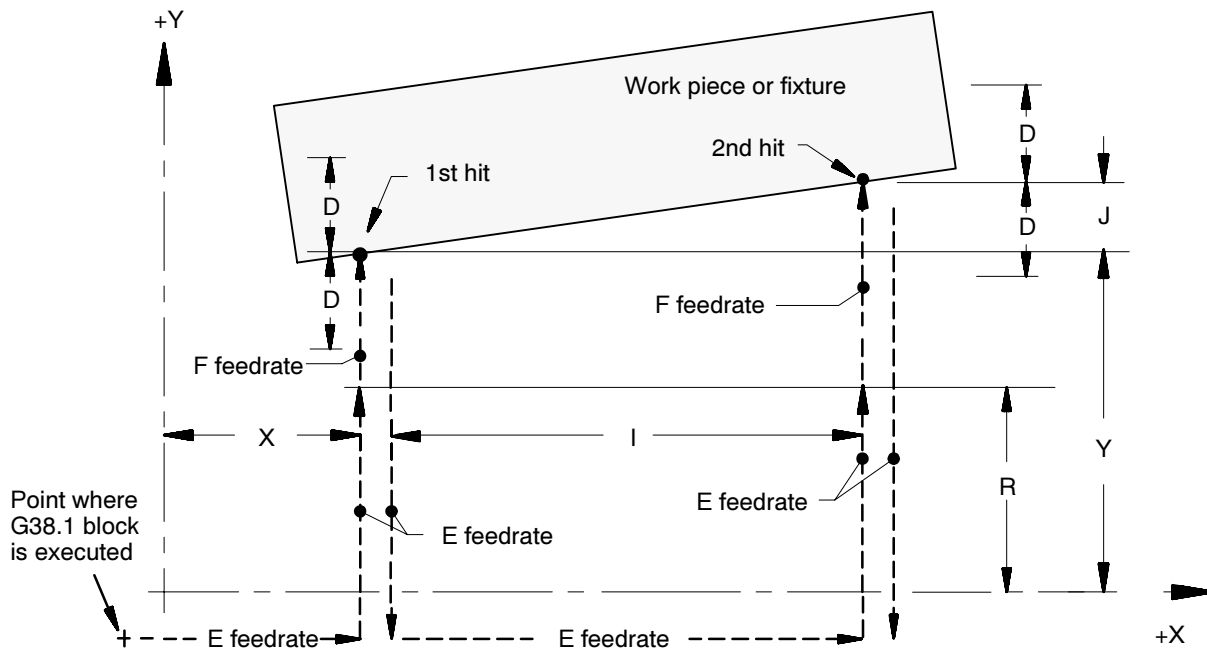 +Y
Work piece or fixture
D
2nd hit
1st hit
D
D
J
D
F feedrate
F feedrate
X
I
Y
R
E feedrate
E feedrate
Point where
G38.1 block
is executed
E feedrate
E feedrate
+X